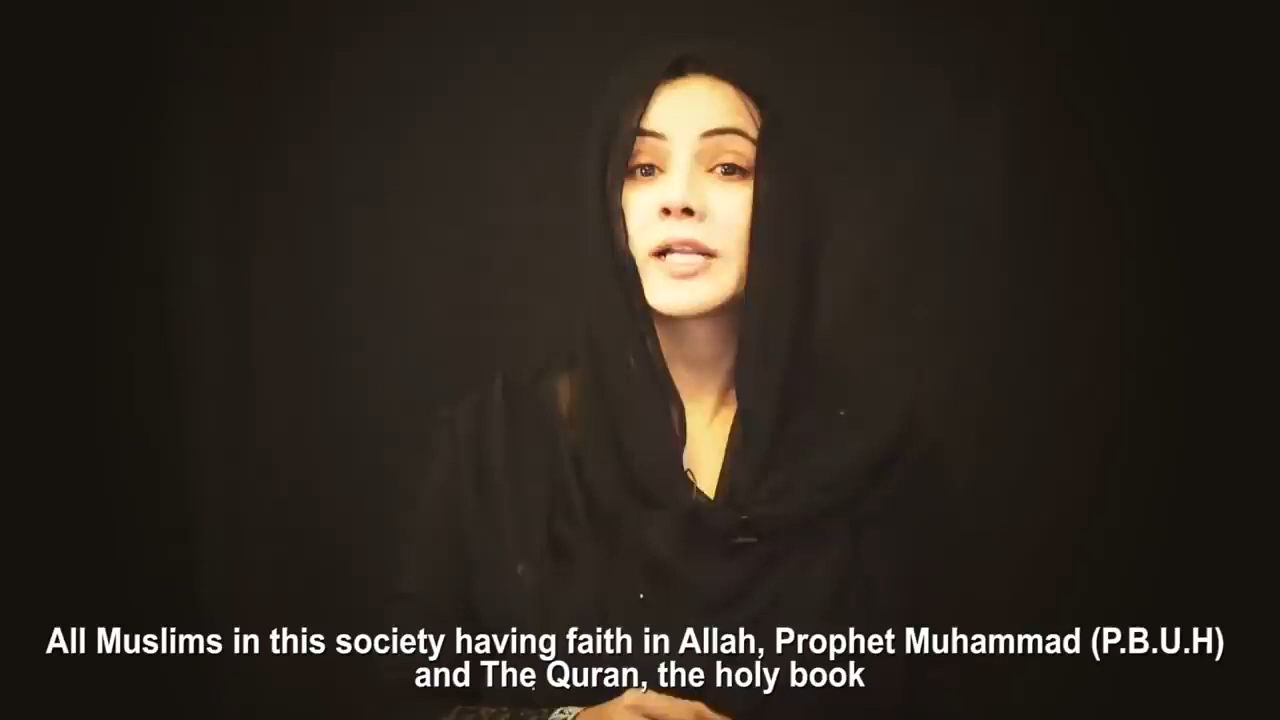 All Muslims in this society having faith in Allah, Prophet Muhammad (P.B.U.H)
and The Quran, the holy book